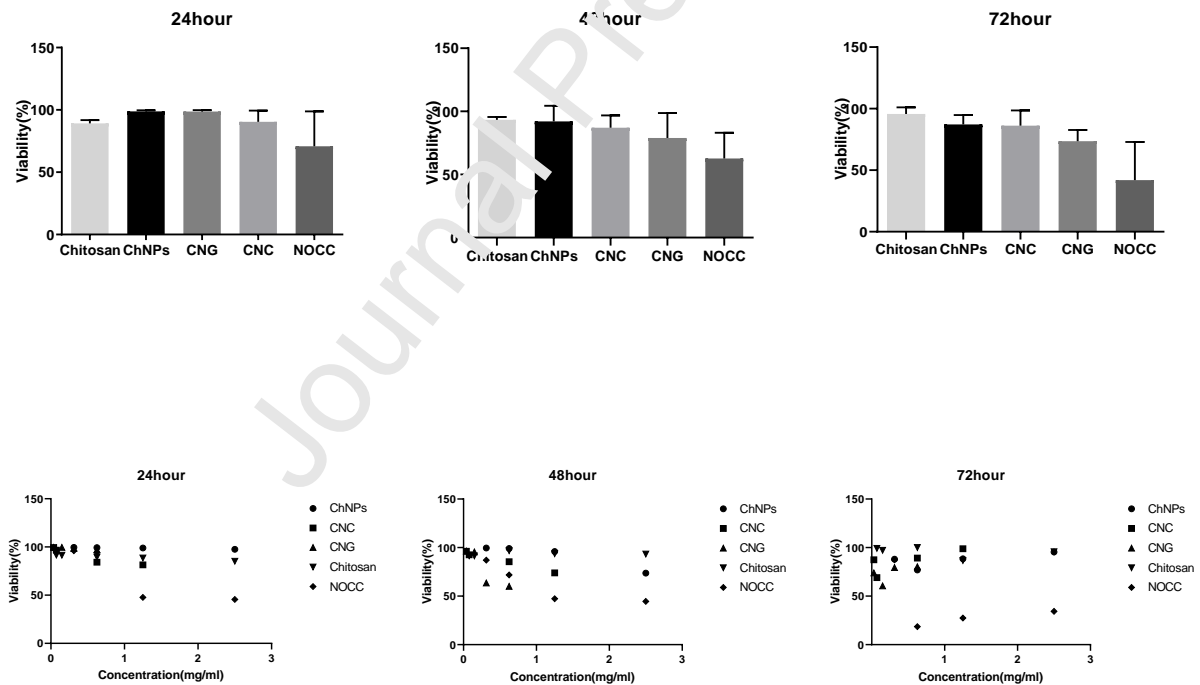 24hour
150
100
50
0
Viability(%)
Chitosan ChNPs CNG CNC NOCC
hour
150
100
50
0
Viability(%)
Chitosan ChNPs CNC CNG NOCC
72hour
150
100
50
0
Viability(%)
Chitosan ChNPs CNC CNG NOCC
Journal Pre
24hour
150
100
50
0
Viability(%)
0 1 2 3
Concentration(mg/ml)
ChNPs
CNC
CNG
Chitosan
NOCC
48hour
150
100
50
0
Viability(%)
0 1 2 3
Concentration(mg/ml)
ChNPs
CNC
CNG
Chitosan
NOCC
72hour
150
100
50
0
Viability(%)
1 2 3
Concentration(mg/ml)
ChNPs
CNC
CNG
Chitosan
NOCC